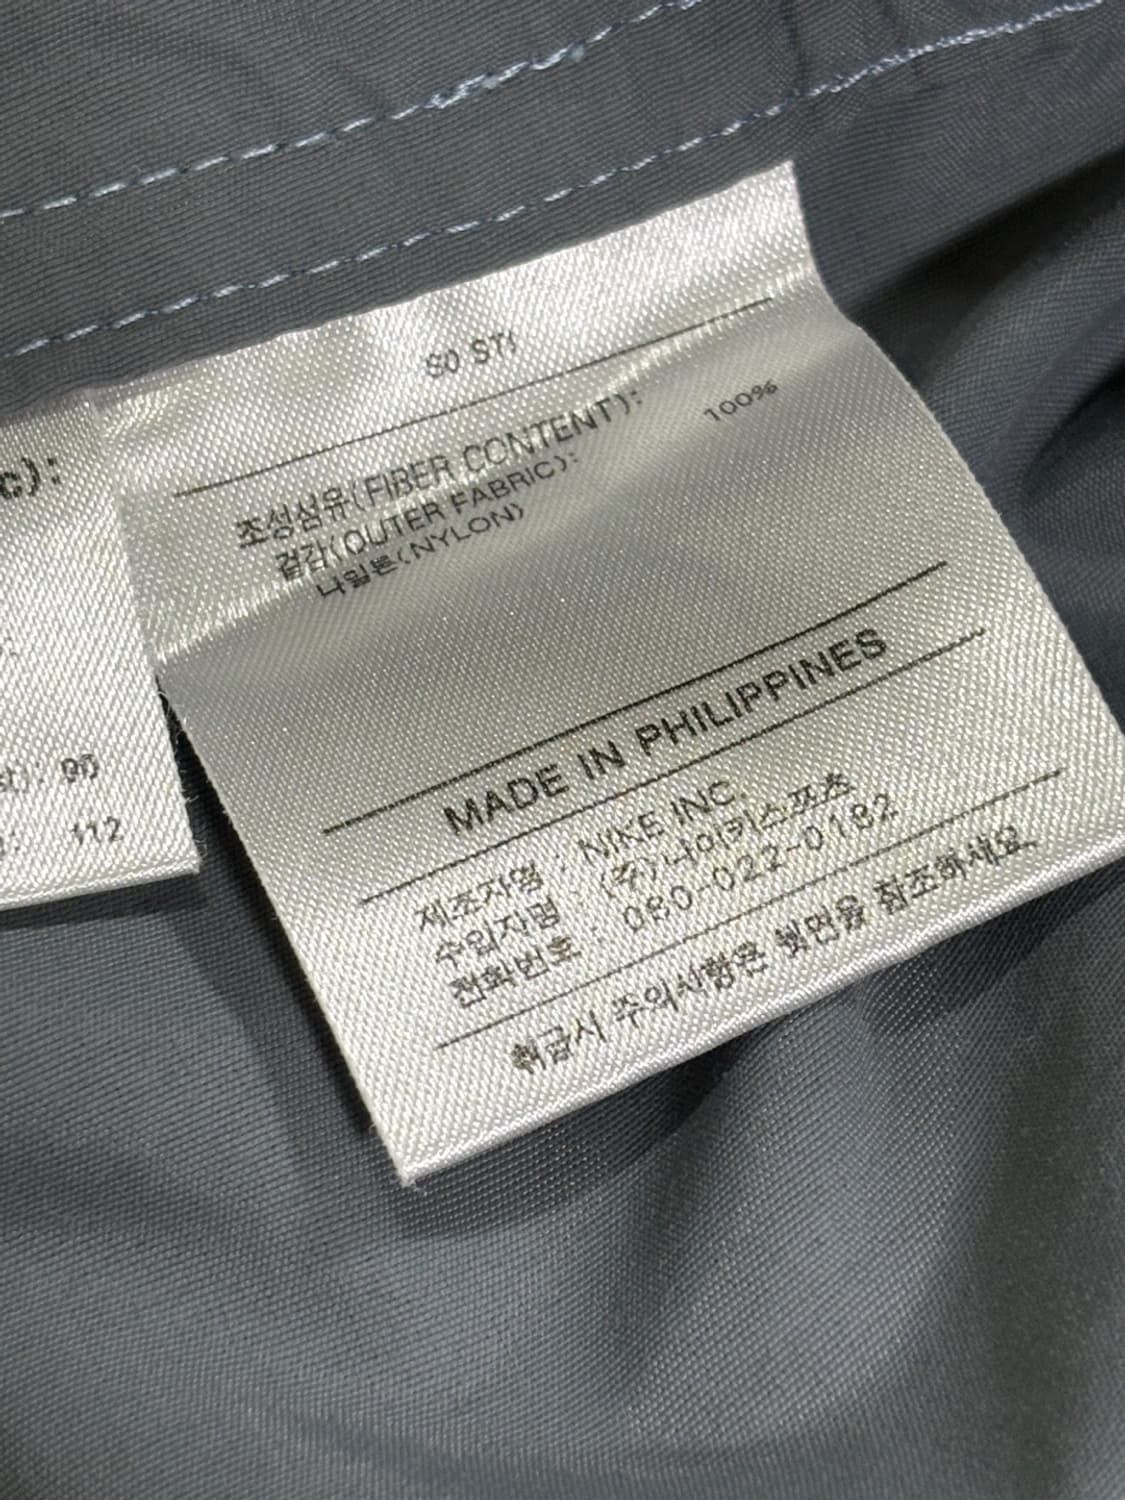 c):
st): 90
): 112
조성섬유(FIBER CONTENT):
겉감(OUTER FABRIC):
나일론(NYLON) 100%
MADE IN PHILIPPINES
제조자명 : NIKE INC.
수입자명 : (주)나이키스포츠
전화번호 : 080-022-0182
취급시 주의사항은 뒷면을 참조하세요.